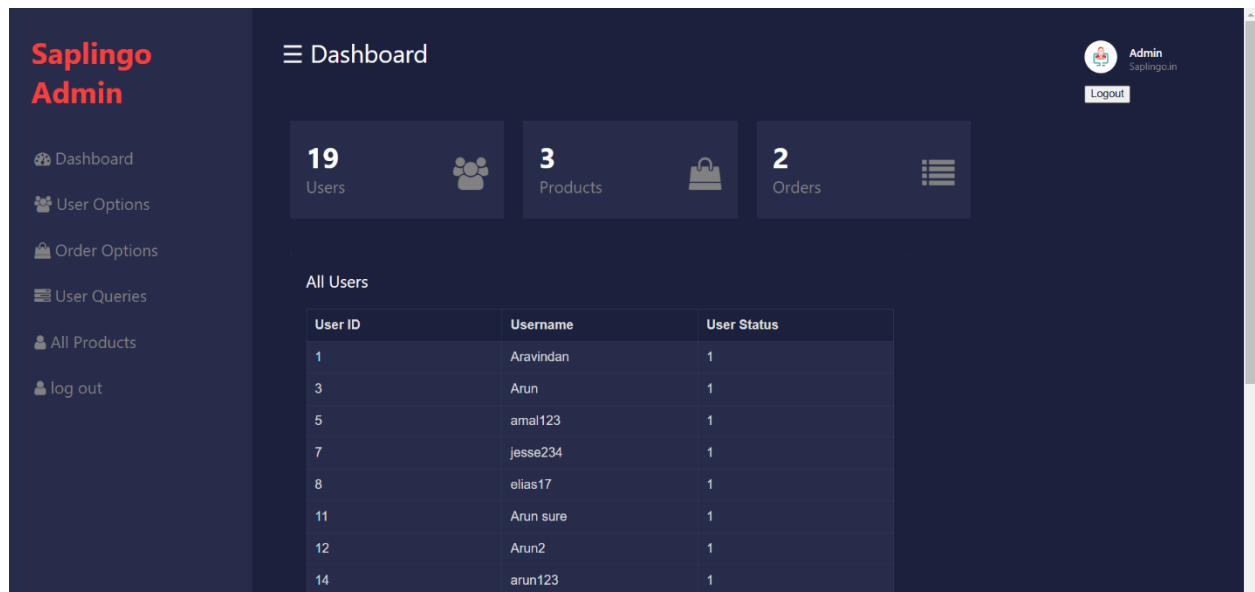 Saplingo
Admin
Dashboard
User Options
Order Options
User Queries
All Products
log out
☰ Dashboard
Admin
Saplingo.in
Logout
19
Users
3
Products
2
Orders
All Users
User ID Username User Status
1 Aravindan 1
3 Arun 1
5 amal123 1
7 jesse234 1
8 elias17 1
11 Arun sure 1
12 Arun2 1
14 arun123 1